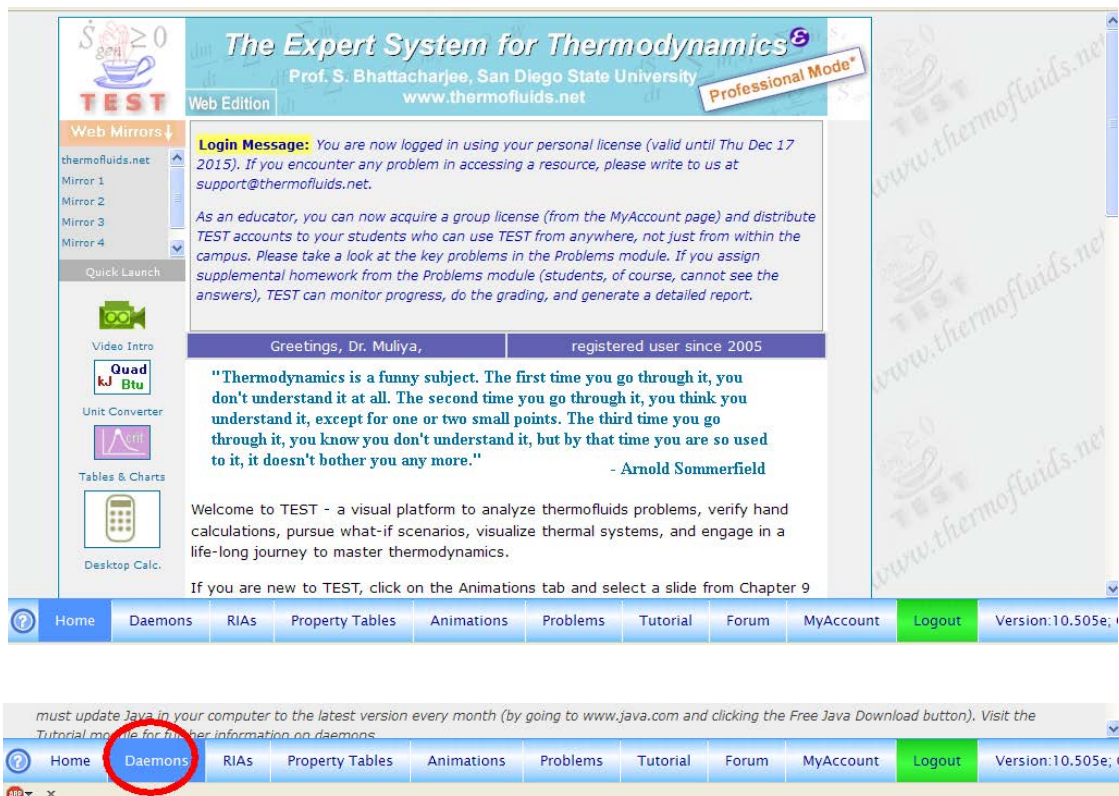 Ṡgen ≥ 0
TEST
The Expert System for Thermodynamics
Prof. S. Bhattacharjee, San Diego State University
www.thermofluids.net
Web Edition
Professional Mode*
Web Mirrors↓
thermofluids.net
Mirror 1
Mirror 2
Mirror 3
Mirror 4
Quick Launch
Video Intro
Quad
kJ Btu
Unit Converter
crit
Tables & Charts
Desktop Calc.
Login Message: You are now logged in using your personal license (valid until Thu Dec 17
2015). If you encounter any problem in accessing a resource, please write to us at
support@thermofluids.net.
As an educator, you can now acquire a group license (from the MyAccount page) and distribute
TEST accounts to your students who can use TEST from anywhere, not just from within the
campus. Please take a look at the key problems in the Problems module. If you assign
supplemental homework from the Problems module (students, of course, cannot see the
answers), TEST can monitor progress, do the grading, and generate a detailed report.
Greetings, Dr. Muliya, registered user since 2005
"Thermodynamics is a funny subject. The first time you go through it, you
don't understand it at all. The second time you go through it, you think you
understand it, except for one or two small points. The third time you go
through it, you know you don't understand it, but by that time you are so used
to it, it doesn't bother you any more."
- Arnold Sommerfield
Welcome to TEST - a visual platform to analyze thermofluids problems, verify hand
calculations, pursue what-if scenarios, visualize thermal systems, and engage in a
life-long journey to master thermodynamics.
If you are new to TEST, click on the Animations tab and select a slide from Chapter 9
TEST
www.thermofluids.net
TEST
www.thermofluids.net
TEST
www.thermofluids.net
? Home Daemons RIAs Property Tables Animations Problems Tutorial Forum MyAccount Logout Version:10.505e;
must update Java in your computer to the latest version every month (by going to www.java.com and clicking the Free Java Download button). Visit the
Tutorial module for further information on daemons.
? Home Daemons RIAs Property Tables Animations Problems Tutorial Forum MyAccount Logout Version:10.505e;
ABP x